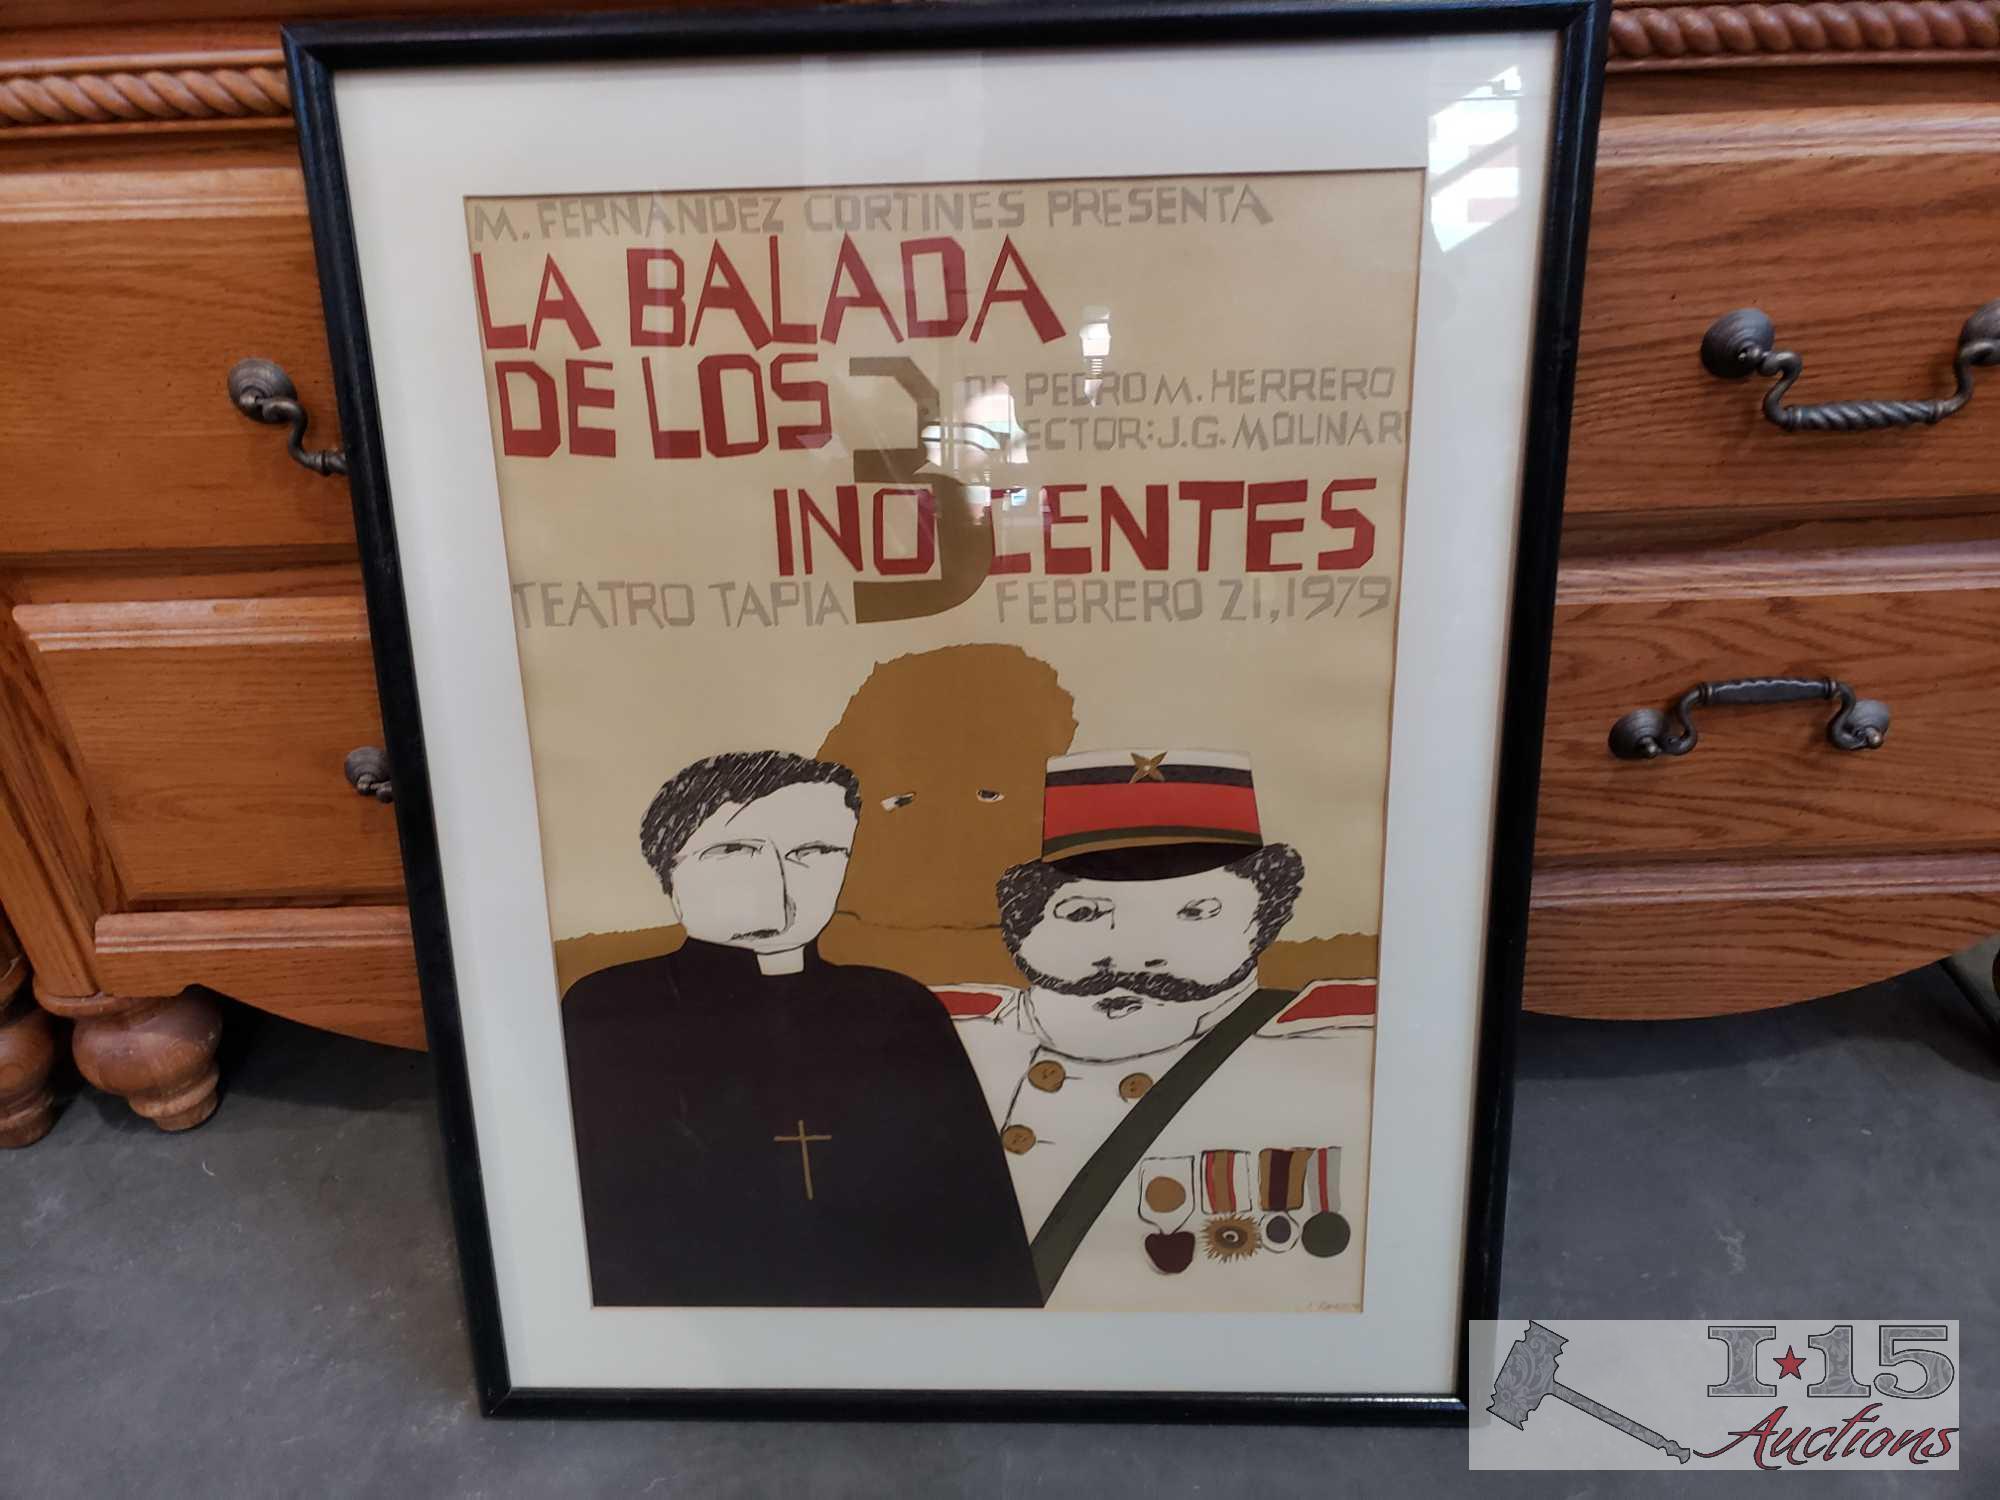 M. FERNANDEZ CORTINES PRESENTA
LA BALADA
DE LOS 3
DE PEDRO M. HERRERO
ECTOR: J.G. MOLINARI
INOCENTES
TEATRO TAPIA FEBRERO 21, 1979
I★15
Auctions